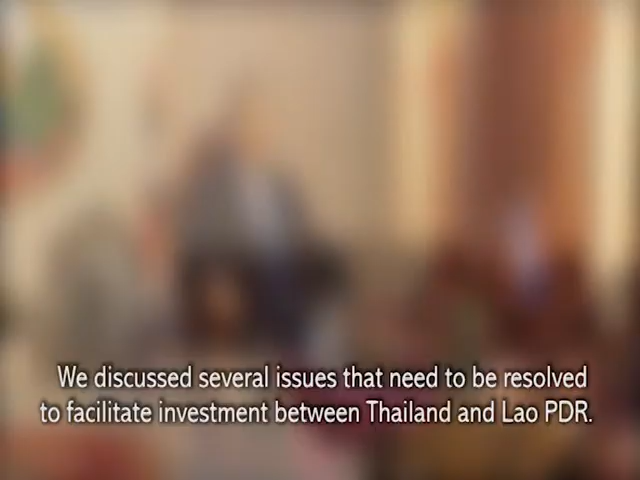 We discussed several issues that need to be resolved
to facilitate investment between Thailand and Lao PDR.